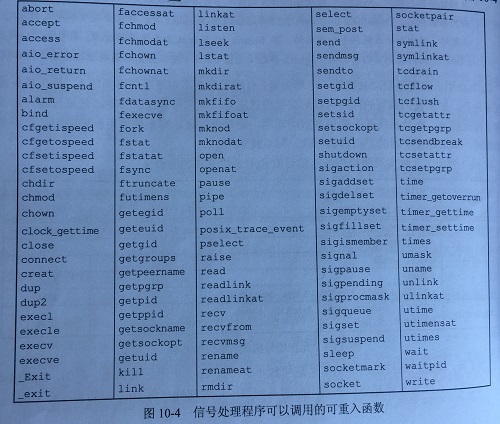 abort
accept
access
aio_error
aio_return
aio_suspend
alarm
bind
cfgetispeed
cfgetospeed
cfsetispeed
cfsetospeed
chdir
chmod
chown
clock_gettime
close
connect
creat
dup
dup2
execl
execle
execv
execve
_Exit
_exit
faccessat
fchmod
fchmodat
fchown
fchownat
fcntl
fdatasync
fexecve
fork
fstat
fstatat
fsync
ftruncate
futimens
getegid
geteuid
getgid
getgroups
getpeername
getpgrp
getpid
getppid
getsockname
getsockopt
getuid
kill
link
linkat
listen
lseek
lstat
mkdir
mkdirat
mkfifo
mkfifoat
mknod
mknodat
open
openat
pause
pipe
poll
posix_trace_event
pselect
raise
read
readlink
readlinkat
recv
recvfrom
recvmsg
rename
renameat
rmdir
select
sem_post
send
sendmsg
sendto
setgid
setpgid
setsid
setsockopt
setuid
shutdown
sigaction
sigaddset
sigdelset
sigemptyset
sigfillset
sigismember
signal
sigpause
sigpending
sigprocmask
sigqueue
sigset
sigsuspend
sleep
socketmark
socket
socketpair
stat
symlink
symlinkat
tcdrain
tcflow
tcflush
tcgetattr
tcgetpgrp
tcsendbreak
tcsetattr
tcsetpgrp
time
timer_getoverrun
timer_gettime
timer_settime
times
umask
uname
unlink
ulinkat
utime
utimensat
utimes
wait
waitpid
write
图 10-4 信号处理程序可以调用的可重入函数